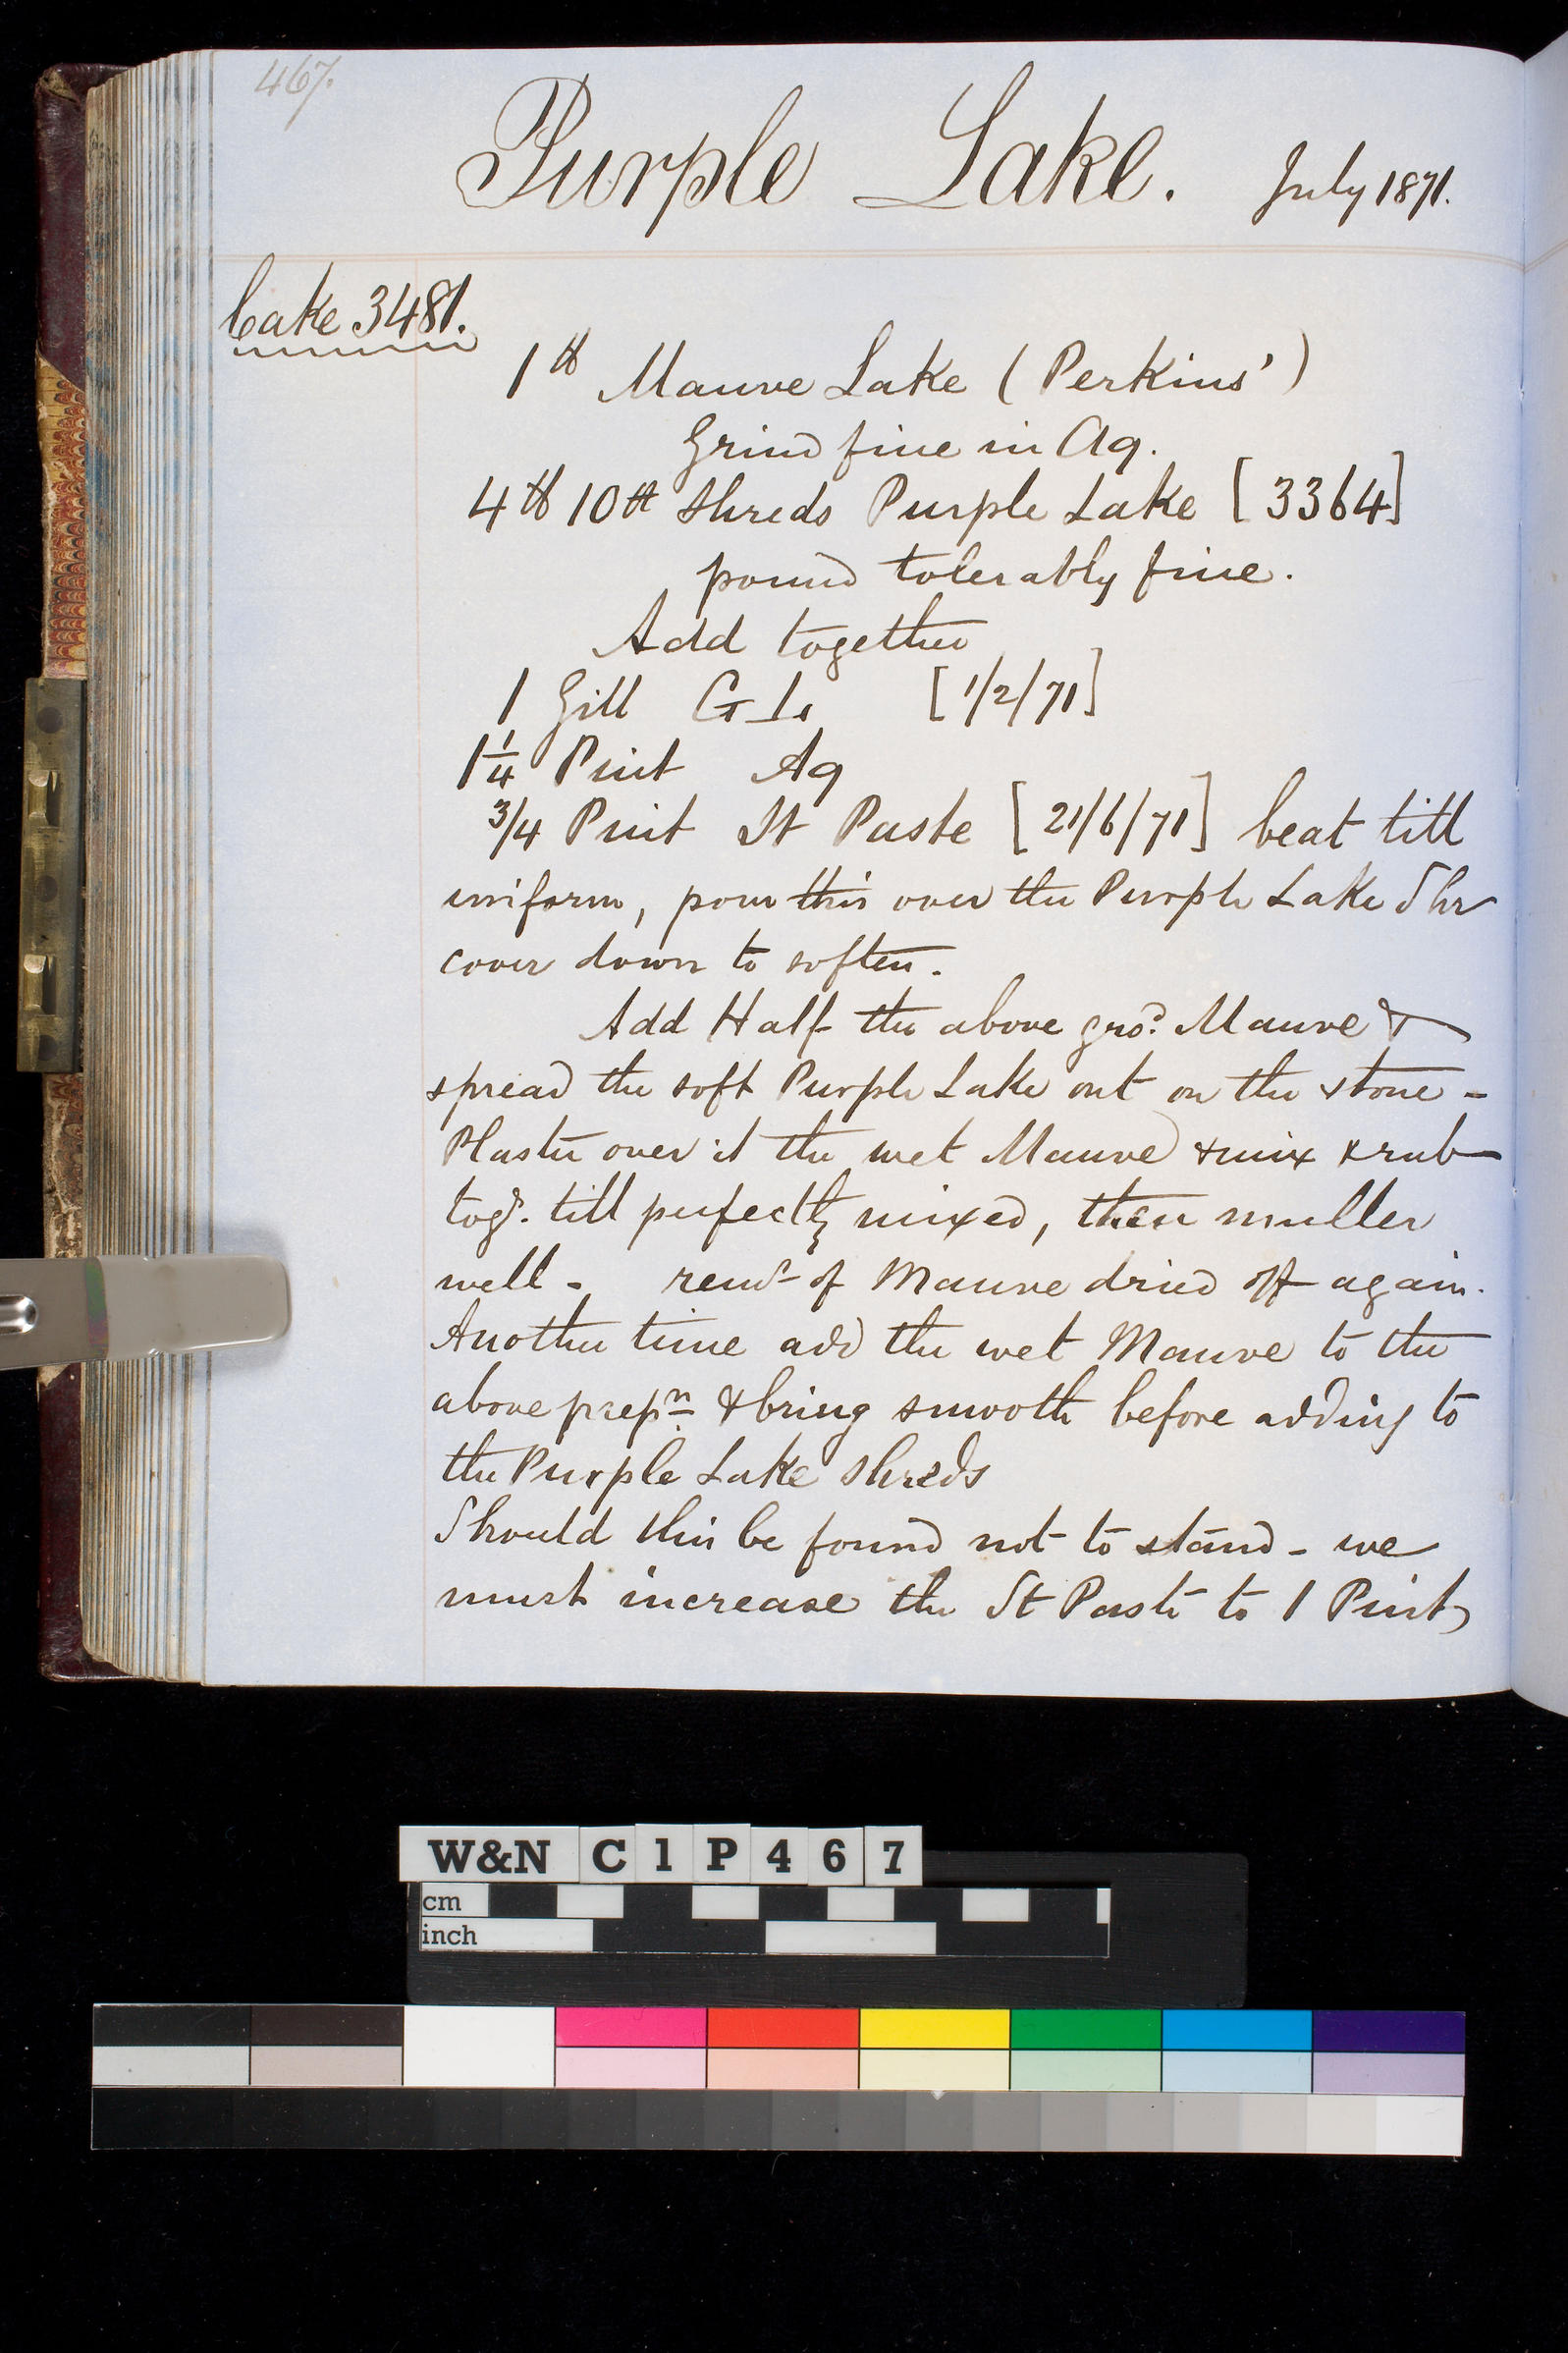 467.
Purple Lake. July 1871.
Cake 3481.
1 lb Mauve Lake (Perkins')
Grind fine in Aq.
4 lb 10 oz Shreds Purple Lake [3364]
pound tolerably fine.
Add together
1 Gill G 1. [1/2/71]
1 1/4 Pint Aq
3/4 Pint St Paste [21/6/71] beat till
uniform, pour this over the Purple Lake Shr
cover down to soften.
Add Half the above gro.d Mauve &
spread the soft Purple Lake out on the stone -
Plaster over it the wet Mauve & mix & rub
togr. till perfectly mixed, then muller
well - remr of Mauve dried off again.
Another time add the wet Mauve to the
above prepn & bring smooth before adding to
the Purple Lake shreds
Should this be found not to stand - we
must increase the St Paste to 1 Pint
W&N C1P467
cm
inch